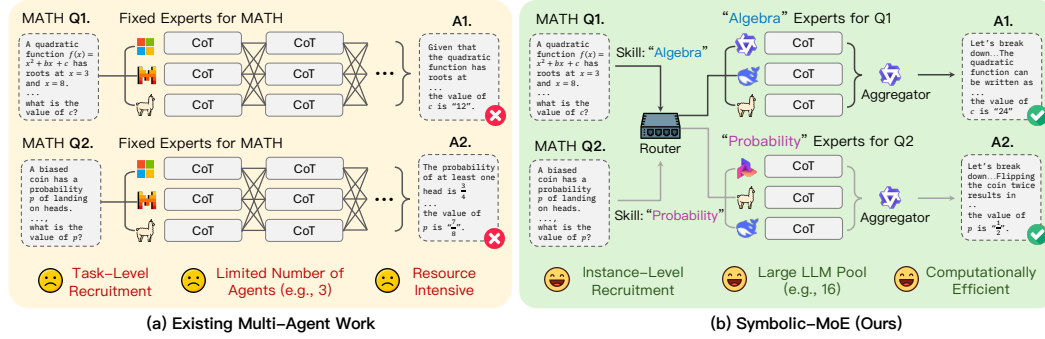 MATH Q1.
Fixed Experts for MATH
A1.
A quadratic
function f(x) =
x² + bx + c has
roots at x = 3
and x = 8.
...
what is the
value of c?
CoT
CoT
CoT
CoT
CoT
CoT
...
Given that
the quadratic
function has
roots at
...
the value of
c is "12".
MATH Q2.
Fixed Experts for MATH
A2.
A biased
coin has a
probability
p of landing
on heads.
...,
what is the
value of p?
CoT
CoT
CoT
CoT
CoT
CoT
...
The probability
of at least one
head is 3/4
...
the value of
p is "7/8".
Task-Level
Recruitment
Limited Number of
Agents (e.g., 3)
Resource
Intensive
(a) Existing Multi-Agent Work
MATH Q1.
"Algebra" Experts for Q1
A1.
A quadratic
function f(x) =
x² + bx + c has
roots at x = 3
and x = 8.
...
what is the
value of c?
Skill: "Algebra"
CoT
CoT
CoT
Aggregator
Let's break
down...The
quadratic
function can
be written as
...
the value of
c is "24"
Router
MATH Q2.
"Probability" Experts for Q2
A2.
A biased
coin has a
probability
p of landing
on heads.
...,
what is the
value of p?
Skill: "Probability"
CoT
CoT
CoT
Aggregator
Let's break
down...Flipping
the coin twice
results in
..
the value of
p is "1/2".
Instance-Level
Recruitment
Large LLM Pool
(e.g., 16)
Computationally
Efficient
(b) Symbolic-MoE (Ours)